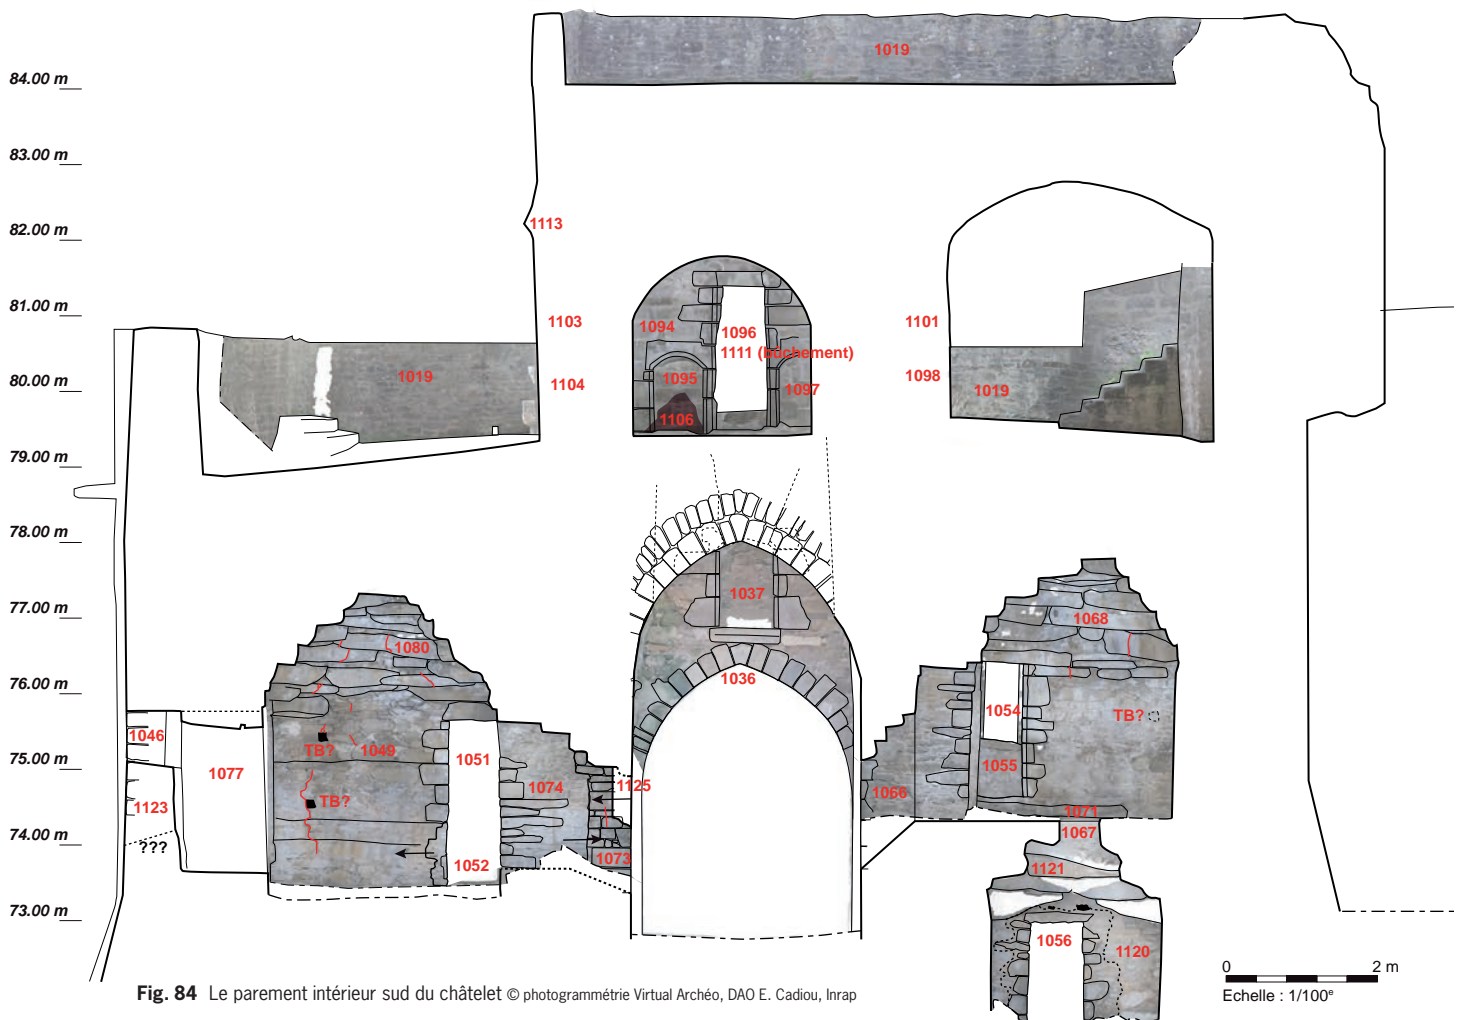 84.00 m
1019
83.00 m
82.00 m
1113
81.00 m
1103
1094
1096
1101
1111 (bûchement)
80.00 m
1019
1104
1095
1097
1098
1019
1106
79.00 m
78.00 m
77.00 m
1037
1068
1080
76.00 m
1036
1054
TB?
1046
TB?
1049
1051
75.00 m
1077
1074
1125
1066
1055
1123
TB?
1071
74.00 m
???
1067
1052
1073
1121
73.00 m
1056
1120
0 2 m
Echelle : 1/100e
Fig. 84 Le parement intérieur sud du châtelet © photogrammétrie Virtual Archéo, DAO E. Cadiou, Inrap